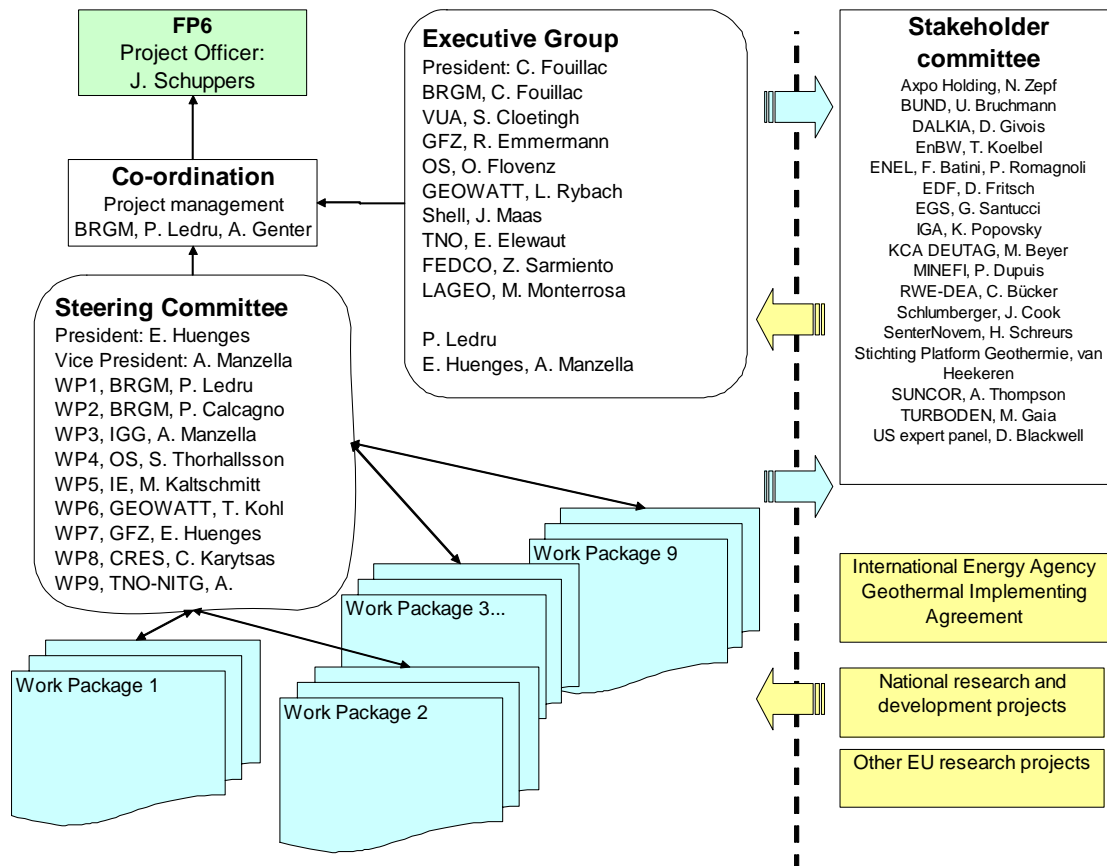 FP6
Project Officer:
J. Schuppers
Co-ordination
Project management
BRGM, P. Ledru, A. Genter
Executive Group
President: C. Fouillac
BRGM, C. Fouillac
VUA, S. Cloetingh
GFZ, R. Emmermann
OS, O. Flovenz
GEOWATT, L. Rybach
Shell, J. Maas
TNO, E. Elewaut
FEDCO, Z. Sarmiento
LAGEO, M. Monterrosa
P. Ledru
E. Huenges, A. Manzella
Steering Committee
President: E. Huenges
Vice President: A. Manzella
WP1, BRGM, P. Ledru
WP2, BRGM, P. Calcagno
WP3, IGG, A. Manzella
WP4, OS, S. Thorhallsson
WP5, IE, M. Kaltschmitt
WP6, GEOWATT, T. Kohl
WP7, GFZ, E. Huenges
WP8, CRES, C. Karytsas
WP9, TNO-NITG, A.
Work Package 1
Work Package 2
Work Package 3...
Work Package 9
Stakeholder
committee
Axpo Holding, N. Zepf
BUND, U. Bruchmann
DALKIA, D. Givois
EnBW, T. Koelbel
ENEL, F. Batini, P. Romagnoli
EDF, D. Fritsch
EGS, G. Santucci
IGA, K. Popovsky
KCA DEUTAG, M. Beyer
MINEFI, P. Dupuis
RWE-DEA, C. Bücker
Schlumberger, J. Cook
SenterNovem, H. Schreurs
Stichting Platform Geothermie, van
Heekeren
SUNCOR, A. Thompson
TURBODEN, M. Gaia
US expert panel, D. Blackwell
International Energy Agency
Geothermal Implementing
Agreement
National research and
development projects
Other EU research projects